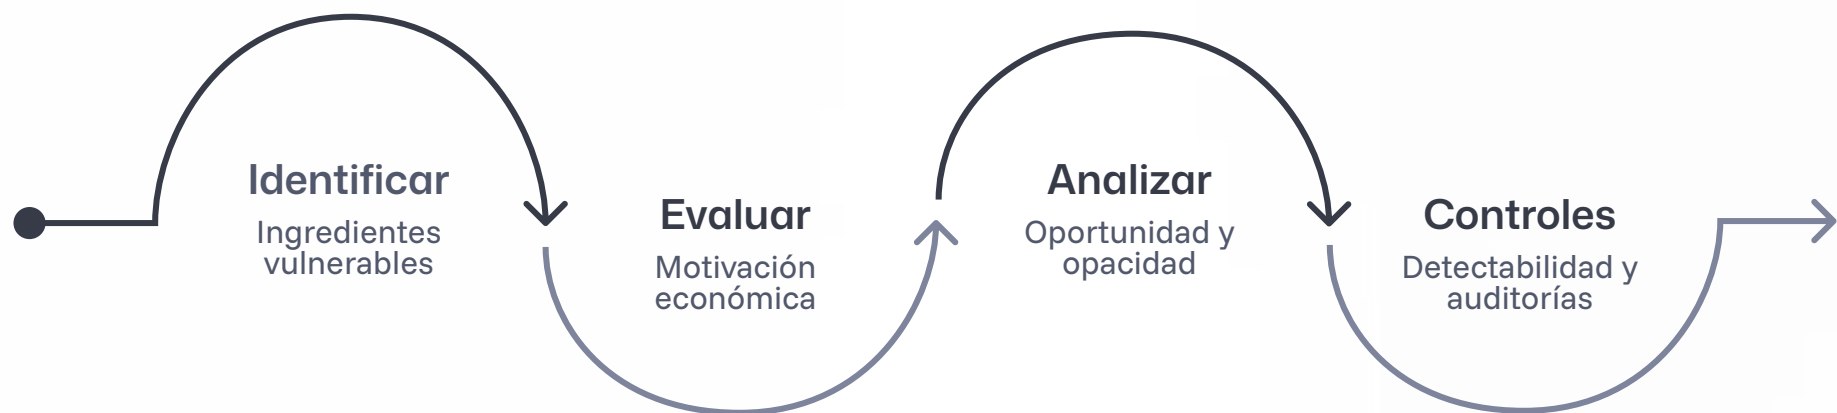 Identificar
Ingredientes
vulnerables
Evaluar
Motivación
económica
Analizar
Oportunidad y
opacidad
Controles
Detectabilidad y
auditorías